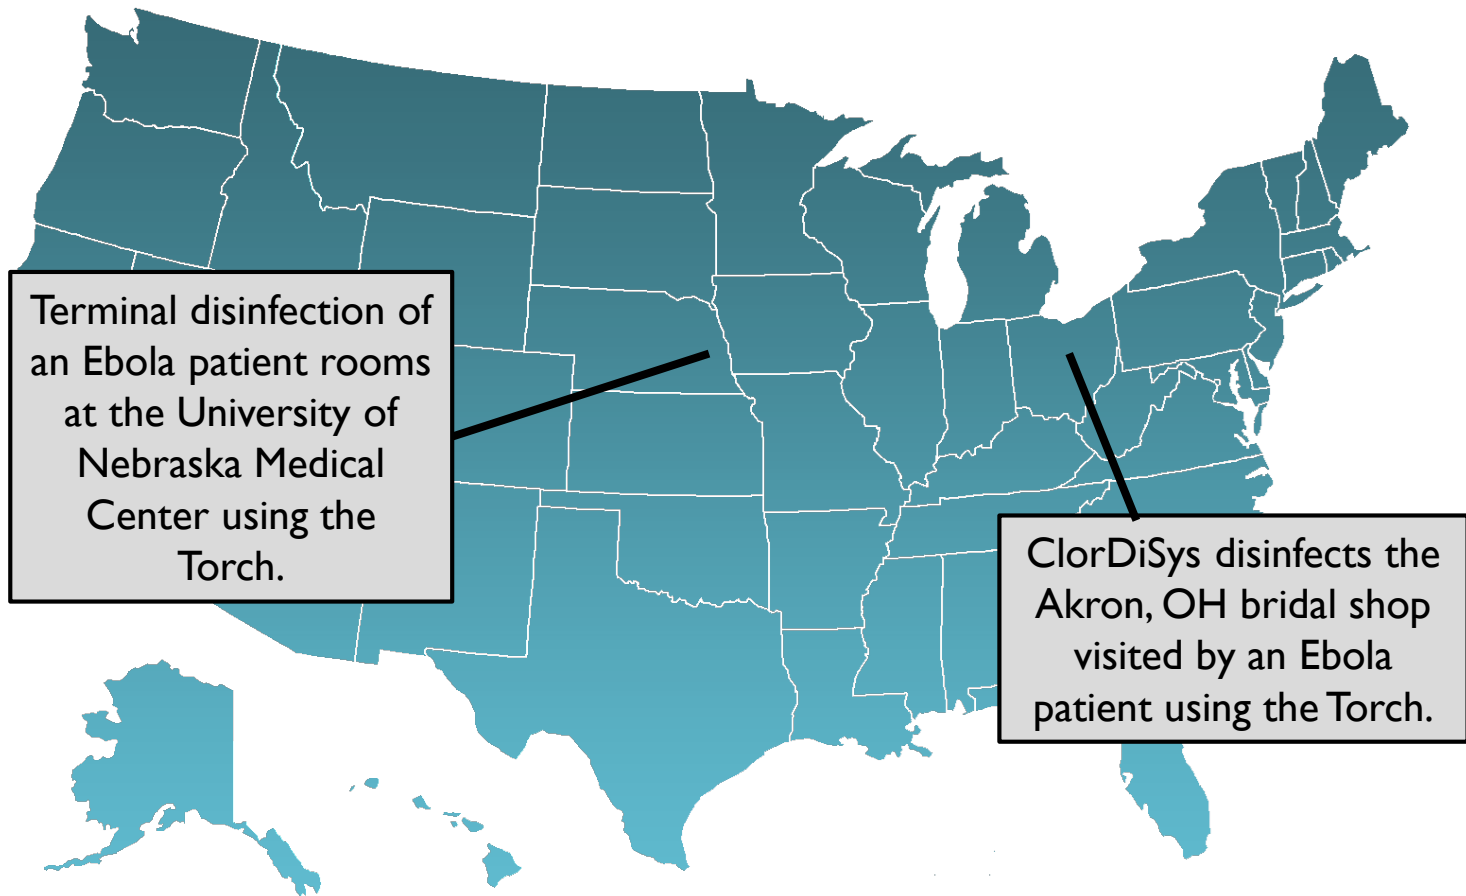 Terminal disinfection of
an Ebola patient rooms
at the University of
Nebraska Medical
Center using the
Torch.
ClorDiSys disinfects the
Akron, OH bridal shop
visited by an Ebola
patient using the Torch.